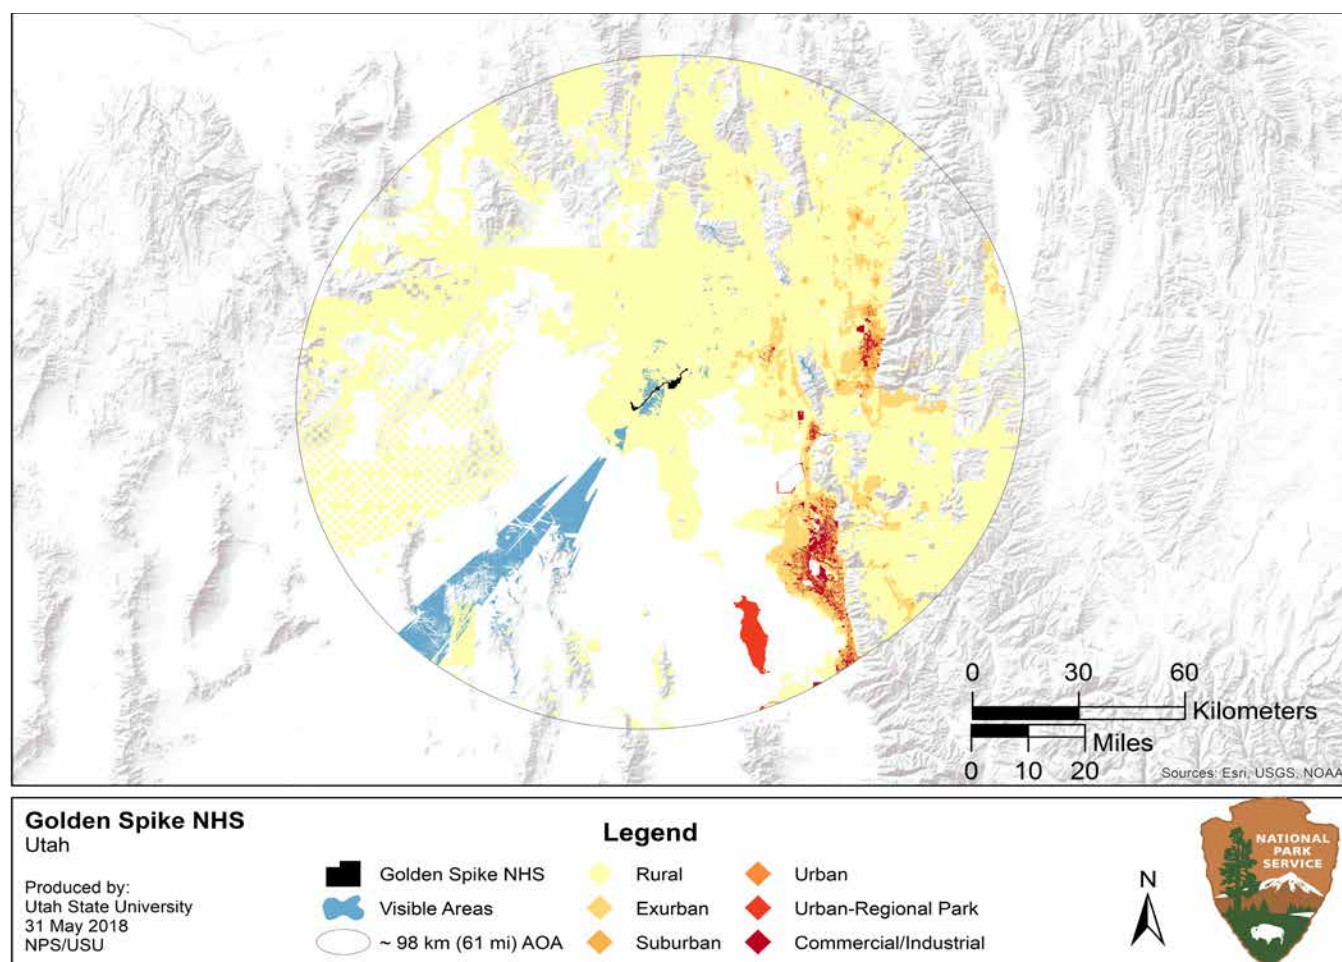 0 30 60
Kilometers
Miles
0 10 20
Sources: Esri, USGS, NOAA
Golden Spike NHS
Utah
Produced by:
Utah State University
31 May 2018
NPS/USU
Legend
Golden Spike NHS
Visible Areas
~ 98 km (61 mi) AOA
Rural
Exurban
Suburban
Urban
Urban-Regional Park
Commercial/Industrial
N
NATIONAL
PARK
SERVICE